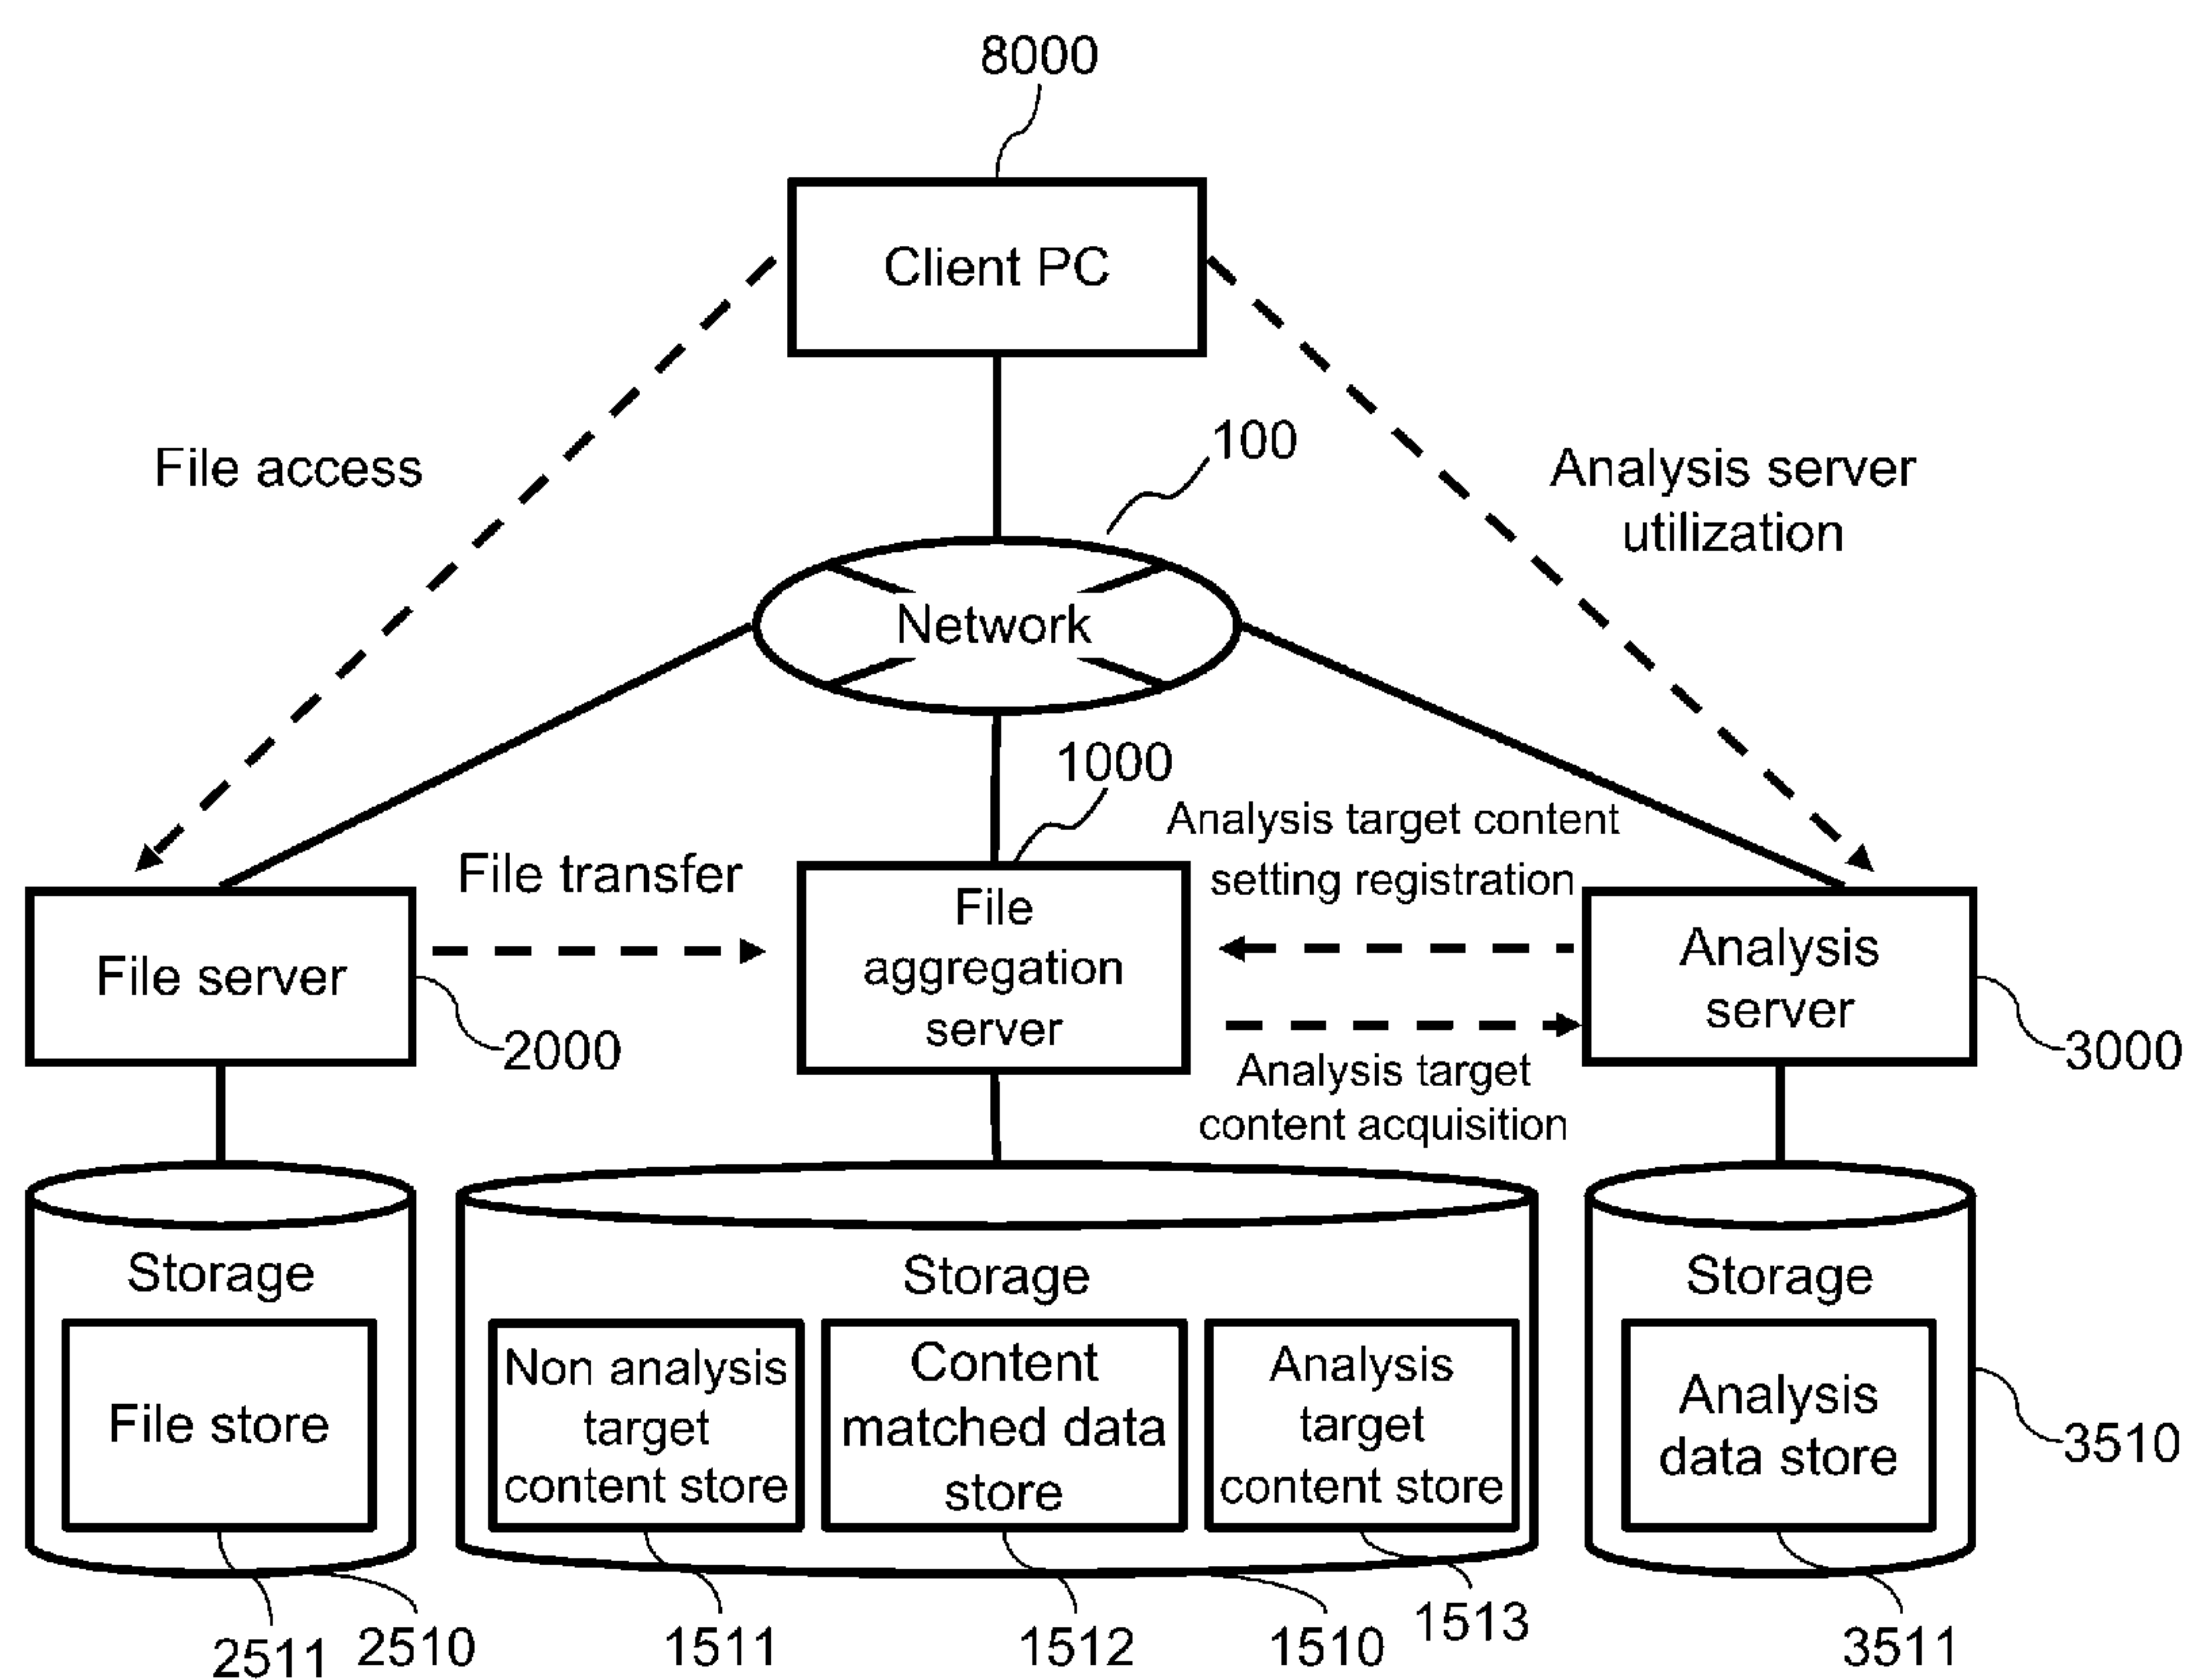 8000
Client PC
100
File access
Analysis server
utilization
Network
1000
Analysis target content
setting registration
File transfer
File
aggregation
server
File server
Analysis
server
2000
3000
Analysis target
content acquisition
Storage
Storage
Storage
File store
Non analysis
target
content store
Content
matched data
store
Analysis
target
content store
Analysis
data store
3510
2511
2510
1511
1512
1510
1513
3511